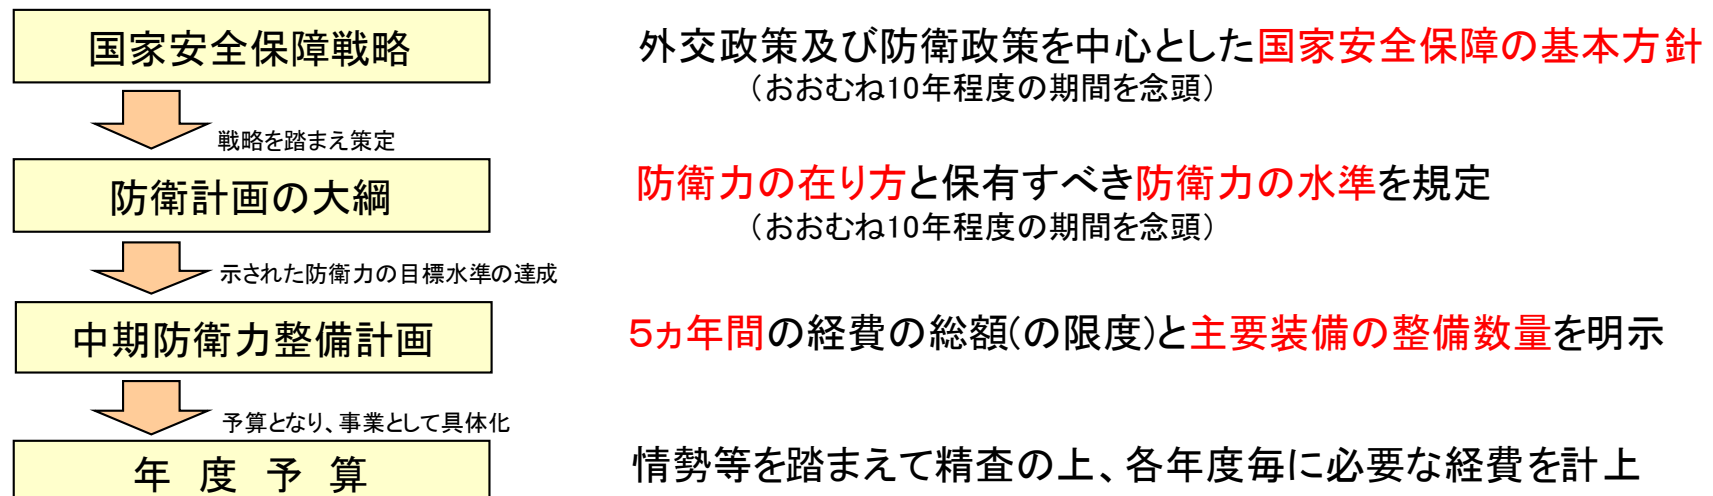 国家安全保障戦略
外交政策及び防衛政策を中心とした国家安全保障の基本方針
（おおむね10年程度の期間を念頭）
戦略を踏まえ策定
防衛計画の大綱
防衛力の在り方と保有すべき防衛力の水準を規定
（おおむね10年程度の期間を念頭）
示された防衛力の目標水準の達成
中期防衛力整備計画
５ヵ年間の経費の総額(の限度)と主要装備の整備数量を明示
予算となり、事業として具体化
年 度 予 算
情勢等を踏まえて精査の上、各年度毎に必要な経費を計上